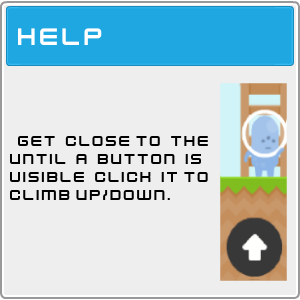 HELP
GET CLOSE TO THE
UNTIL A BUTTON IS
VISIBLE CLICK IT TO
CLIMB UP/DOWN.